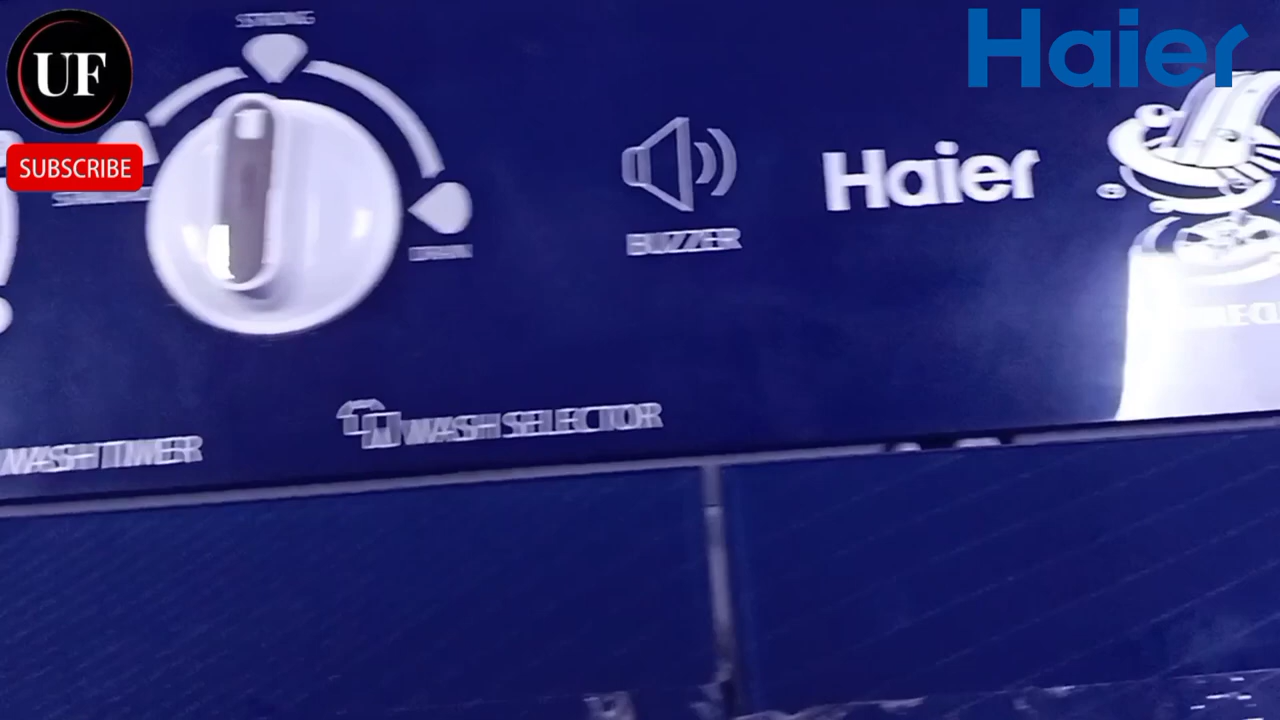 UF
SUBSCRIBE
Haier
STRONG
DRAIN
BUZZER
Haier
WASH TIMER
WASH SELECTOR